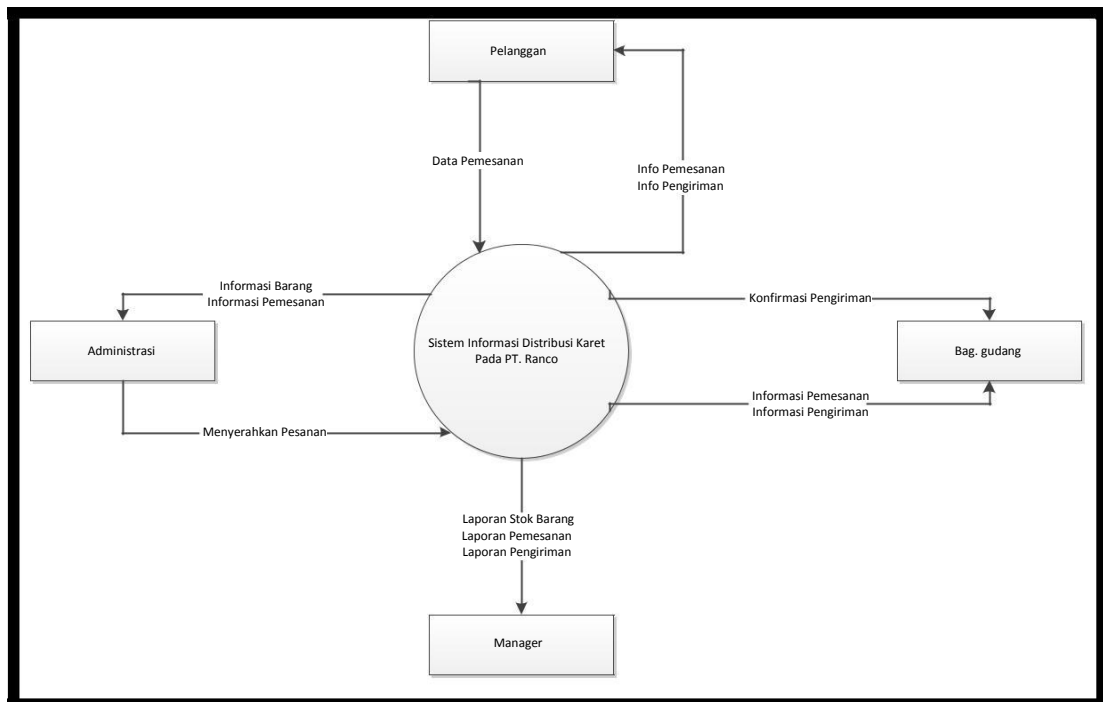 Pelanggan
Data Pemesanan
Info Pemesanan
Info Pengiriman
Informasi Barang
Informasi Pemesanan
Konfirmasi Pengiriman
Administrasi
Sistem Informasi Distribusi Karet
Pada PT. Ranco
Bag. gudang
Informasi Pemesanan
Informasi Pengiriman
Menyerahkan Pesanan
Laporan Stok Barang
Laporan Pemesanan
Laporan Pengiriman
Manager